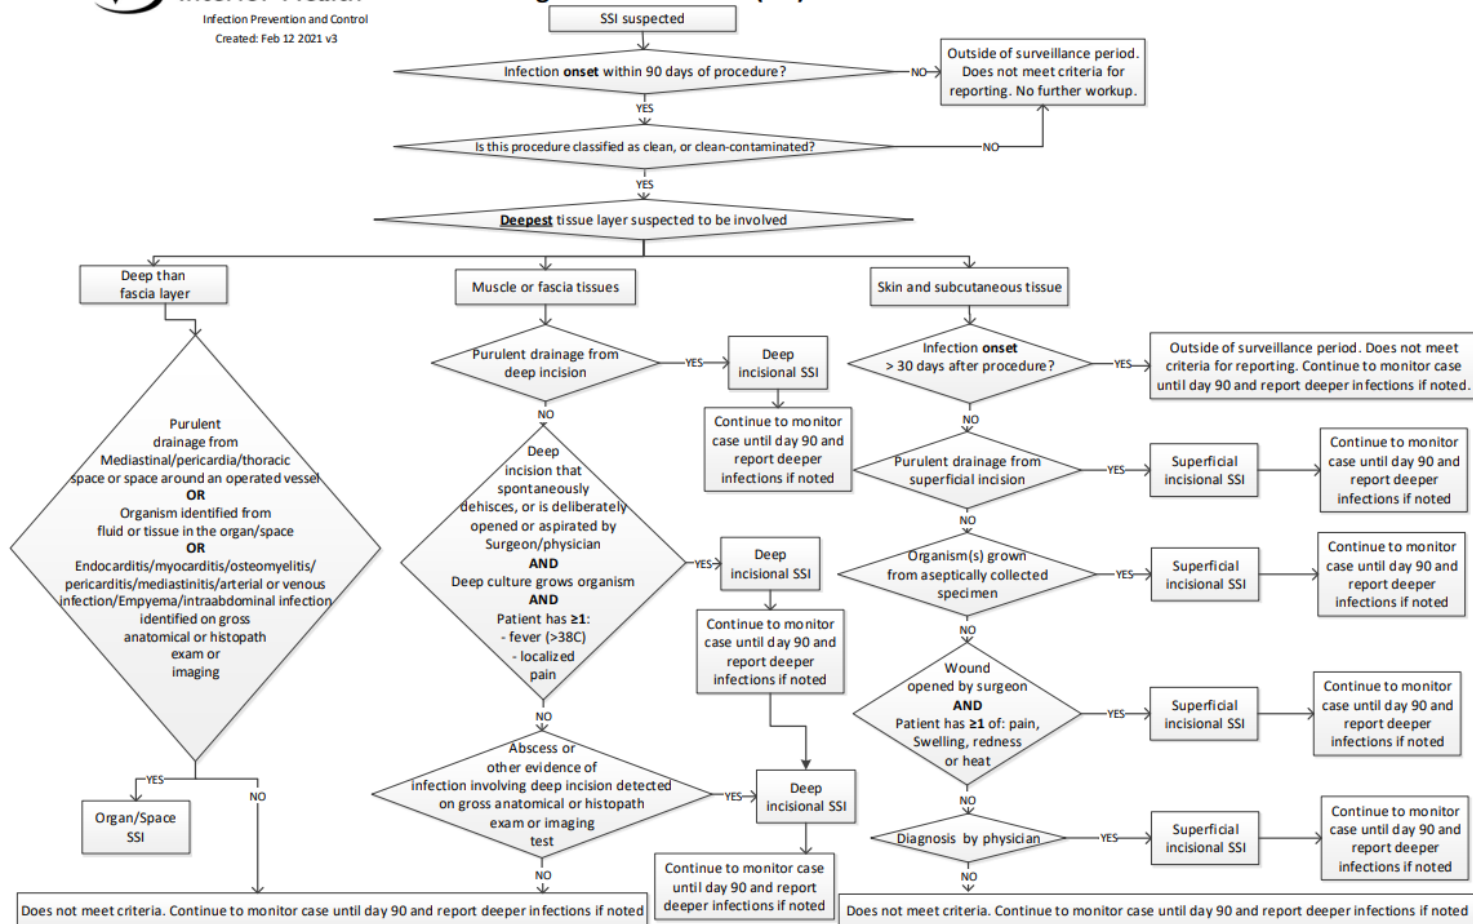 Infection Prevention and Control
Created: Feb 12 2021 v3
SSI suspected
Infection onset within 90 days of procedure?
NO
Outside of surveillance period.
Does not meet criteria for
reporting. No further workup.
YES
Is this procedure classified as clean, or clean-contaminated?
NO
YES
Deepest tissue layer suspected to be involved
Deep than
fascia layer
Muscle or fascia tissues
Skin and subcutaneous tissue
Purulent
drainage from
Mediastinal/pericardia/thoracic
space or space around an operated vessel
OR
Organism identified from
fluid or tissue in the organ/space
OR
Endocarditis/myocarditis/osteomyelitis/
pericarditis/mediastinitis/arterial or venous
infection/Empyema/intraabdominal infection
identified on gross
anatomical or histopath
exam or
imaging
YES
NO
Organ/Space
SSI
Purulent drainage from
deep incision
YES
Deep
incisional SSI
Continue to monitor
case until day 90 and
report deeper
infections if noted
NO
Deep
incision that
spontaneously
dehisces, or is deliberately
opened or aspirated by
Surgeon/physician
AND
Deep culture grows organism
AND
Patient has ≥1:
- fever (>38C)
- localized
pain
YES
Deep
incisional SSI
Continue to monitor
case until day 90 and
report deeper
infections if noted
NO
Abscess or
other evidence of
infection involving deep incision detected
on gross anatomical or histopath
exam or imaging
test
YES
Deep
incisional SSI
Continue to monitor case
until day 90 and report
deeper infections if noted
NO
Does not meet criteria. Continue to monitor case until day 90 and report deeper infections if noted
Infection onset
> 30 days after procedure?
YES
Outside of surveillance period. Does not meet
criteria for reporting. Continue to monitor case
until day 90 and report deeper infections if noted.
NO
Purulent drainage from
superficial incision
YES
Superficial
incisional SSI
Continue to monitor
case until day 90 and
report deeper
infections if noted
NO
Organism(s) grown
from aseptically collected
specimen
YES
Superficial
incisional SSI
Continue to monitor
case until day 90 and
report deeper
infections if noted
NO
Wound
opened by surgeon
AND
Patient has ≥1 of: pain,
Swelling, redness
or heat
YES
Superficial
incisional SSI
Continue to monitor
case until day 90 and
report deeper
infections if noted
NO
Diagnosis by physician
YES
Superficial
incisional SSI
Continue to monitor
case until day 90 and
report deeper
infections if noted
NO
Does not meet criteria. Continue to monitor case until day 90 and report deeper infections if noted